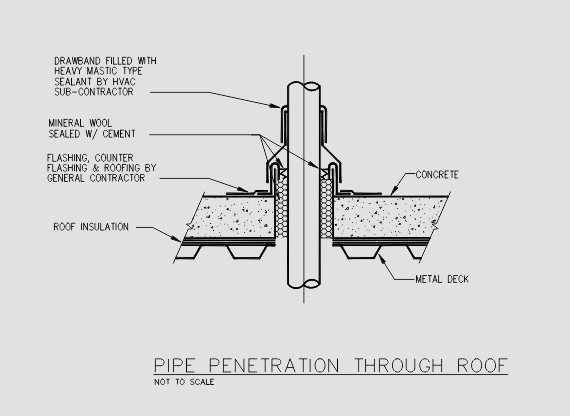 DRAWBAND FILLED WITH
HEAVY MASTIC TYPE
SEALANT BY HVAC
SUB-CONTRACTOR
MINERAL WOOL
SEALED W/ CEMENT
FLASHING, COUNTER
FLASHING & ROOFING BY
GENERAL CONTRACTOR
CONCRETE
ROOF INSULATION
METAL DECK
PIPE PENETRATION THROUGH ROOF
NOT TO SCALE